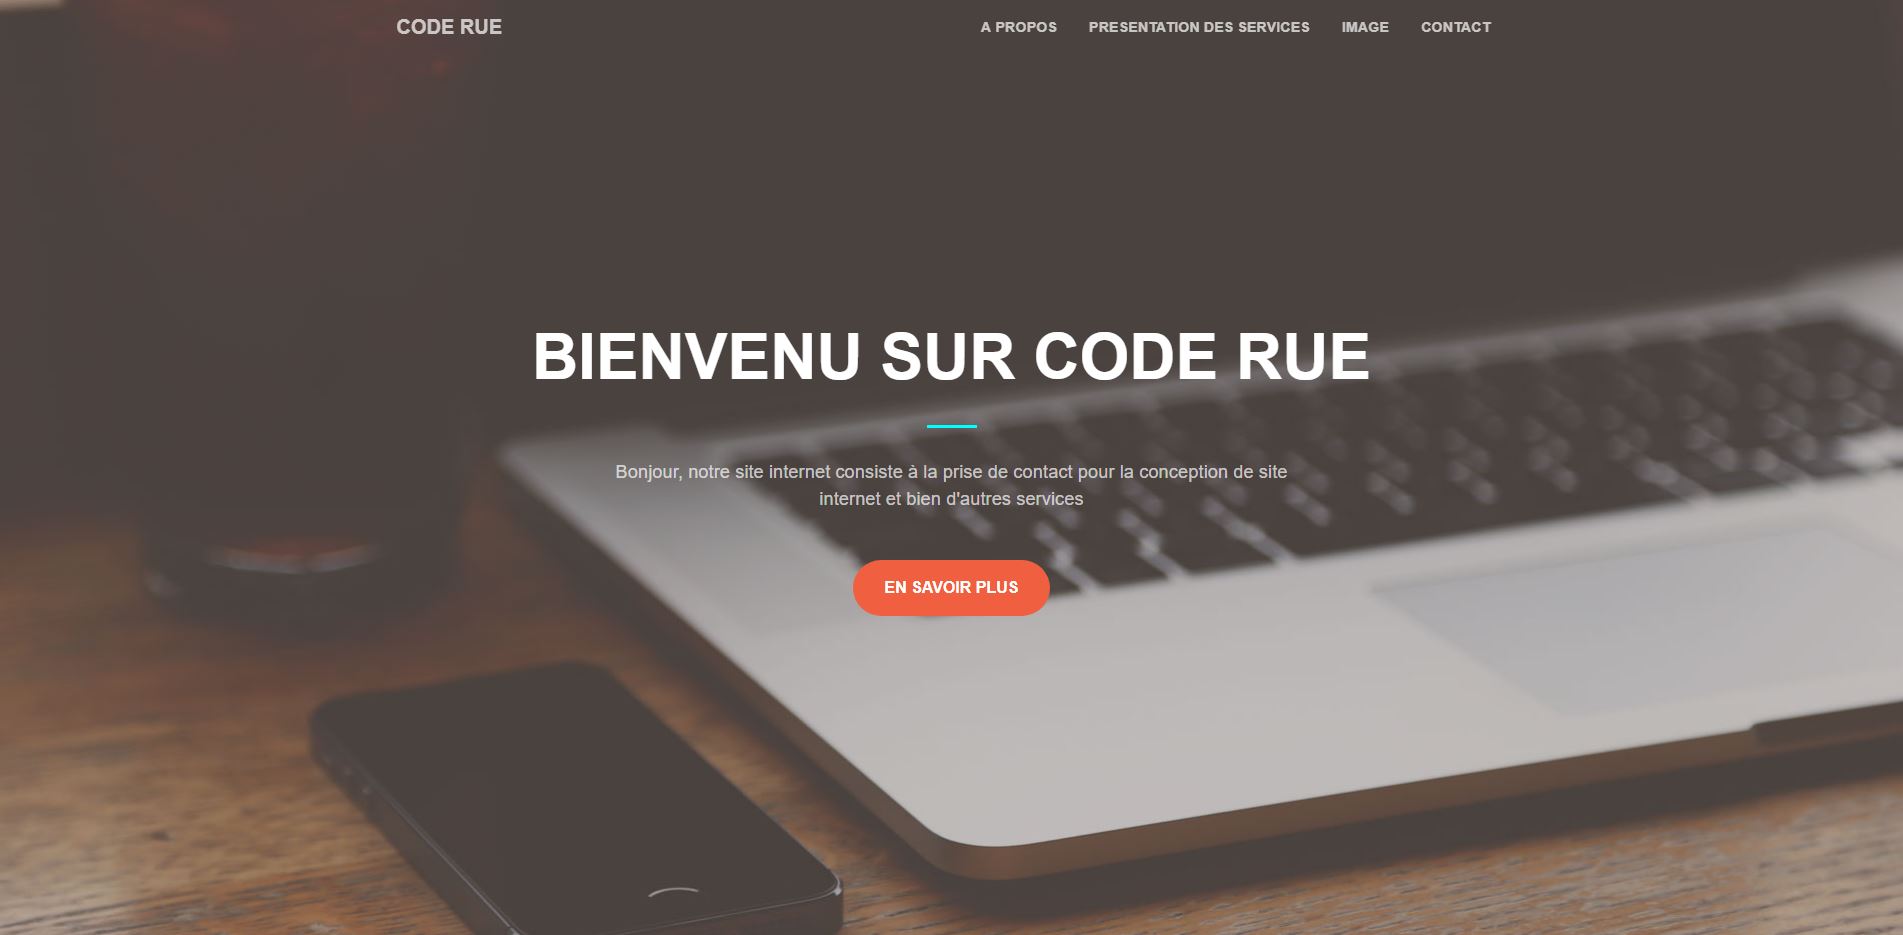 CODE RUE
A PROPOS PRESENTATION DES SERVICES IMAGE CONTACT
BIENVENU SUR CODE RUE
Bonjour, notre site internet consiste à la prise de contact pour la conception de site
internet et bien d'autres services
EN SAVOIR PLUS